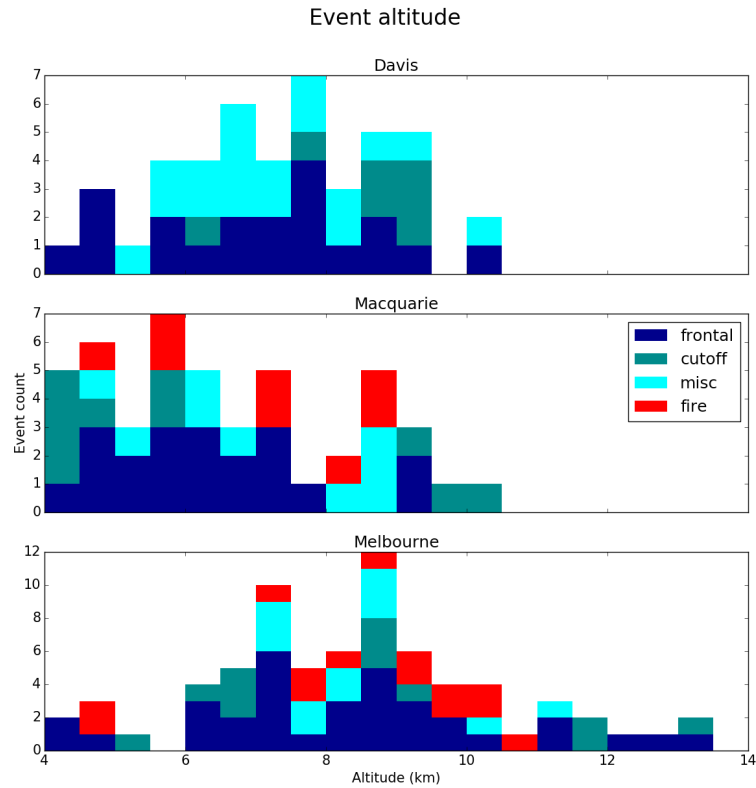 Event altitude
Davis
7
6
5
4
3
2
1
0
Macquarie
7
6
5
4
3
2
1
0
Event count
frontal
cutoff
misc
fire
Melbourne
12
10
8
6
4
2
0
4 6 8 10 12 14
Altitude (km)